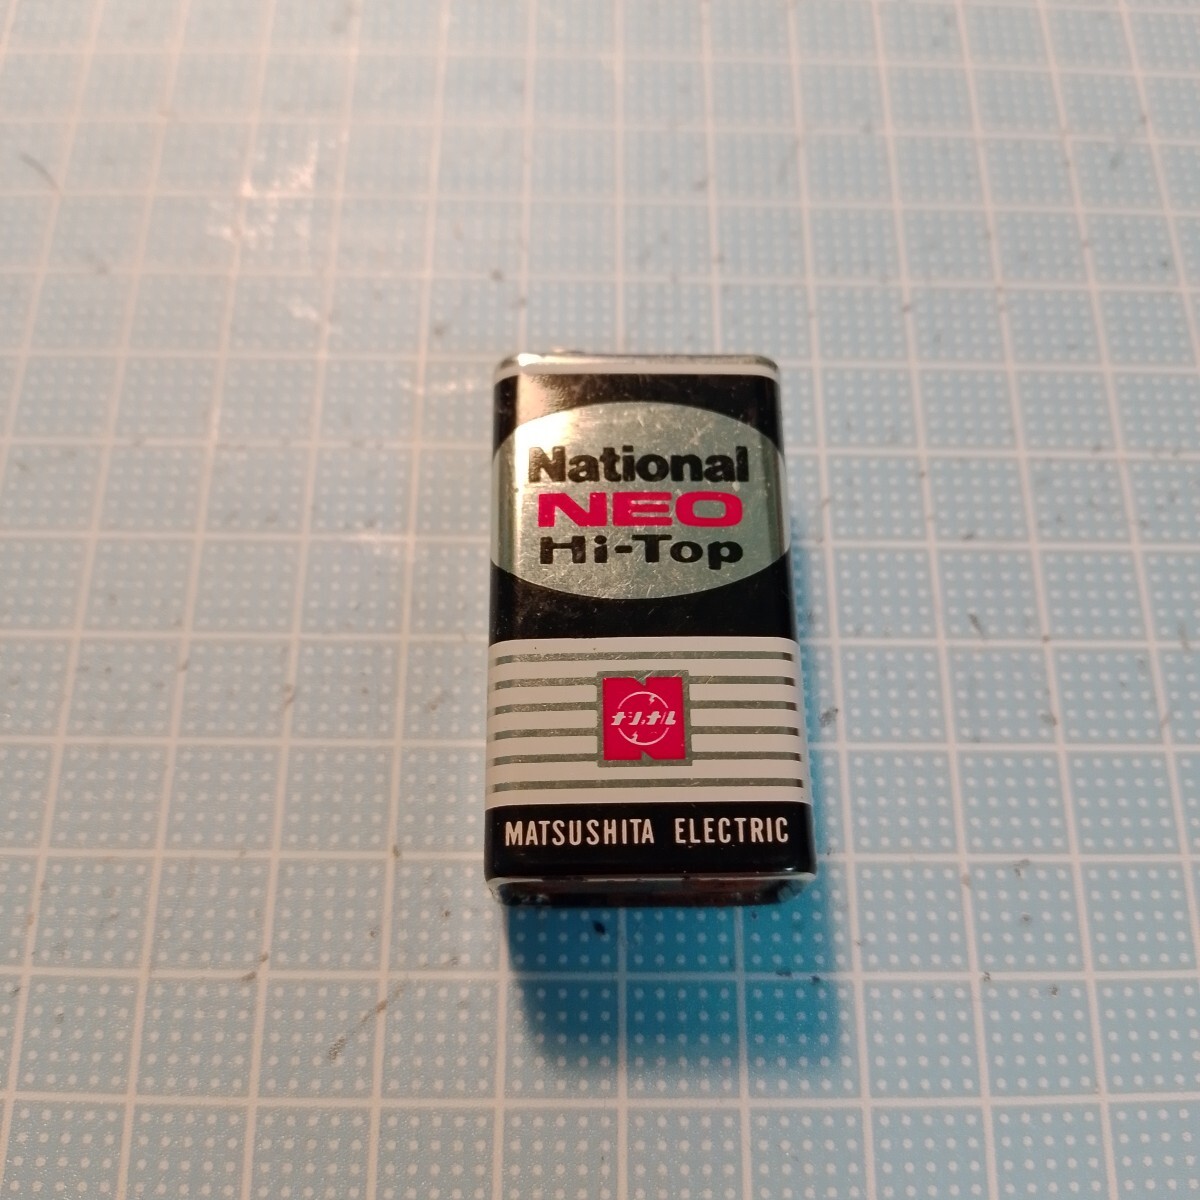 National
NEO
Hi-Top
ナショナル
MATSUSHITA ELECTRIC